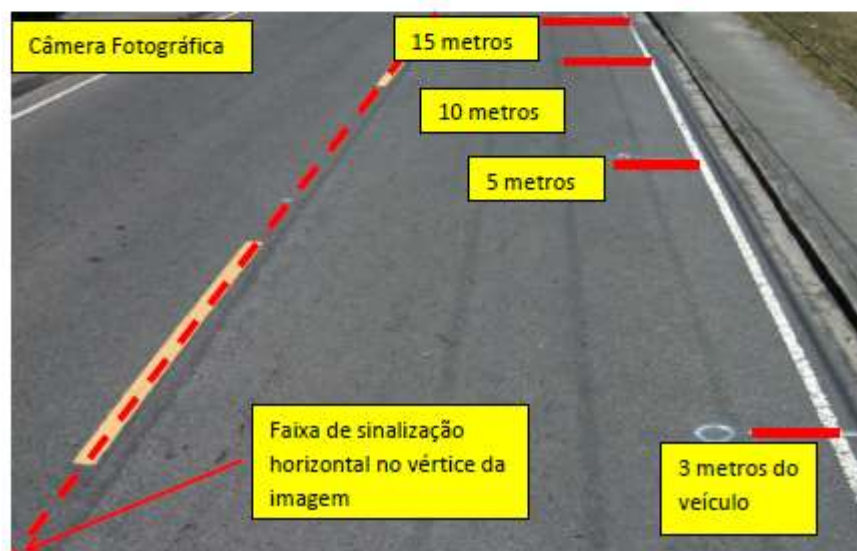 Câmera Fotográfica
15 metros
10 metros
5 metros
Faixa de sinalização
horizontal no vértice da
imagem
3 metros do
veículo